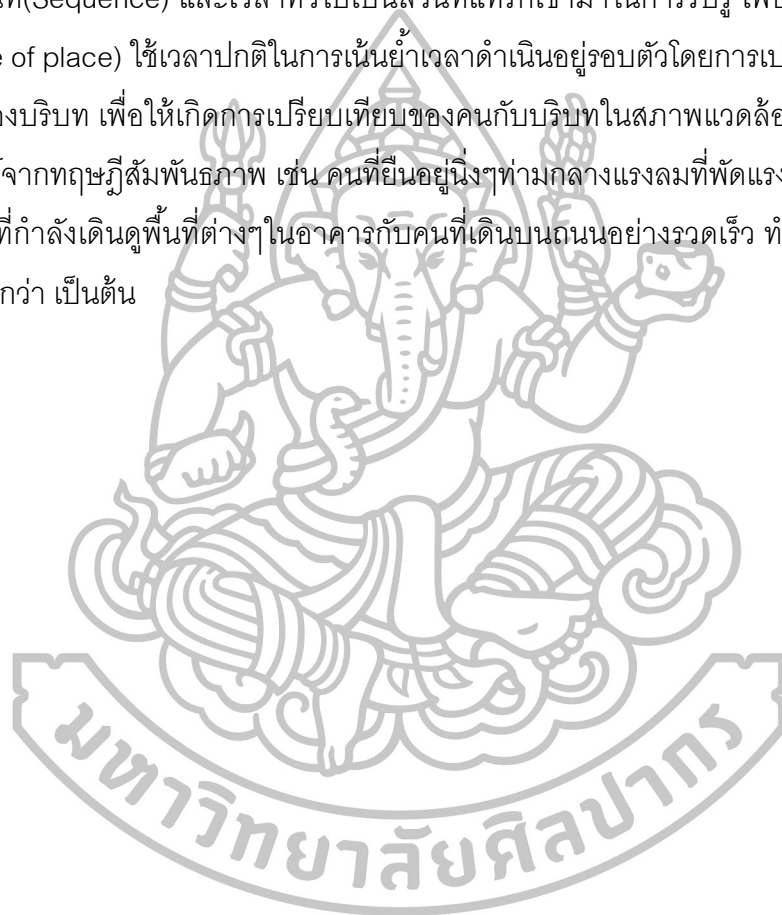 ที่(Sequence) และเวลาทั่วไปเป็นส่วนที่แทรกเข้ามาในการรับรู้
e of place) ใช้เวลาปกติในการเน้นย้ำเวลาดำเนินอยู่รอบตัวโดยการเป
องบริบท เพื่อให้เกิดการเปรียบเทียบของคนกับบริบทในสภาพแวดล้อ
จากทฤษฎีสัมพันธภาพ เช่น คนที่ยืนอยู่นิ่งๆท่ามกลางแรงลมที่พัดแรง
ที่กำลังเดินดูพื้นที่ต่างๆในอาคารกับคนที่เดินบนถนนอย่างรวดเร็ว ทำ
กว่า เป็นต้น
มหาวิทยาลัยศิลปากร